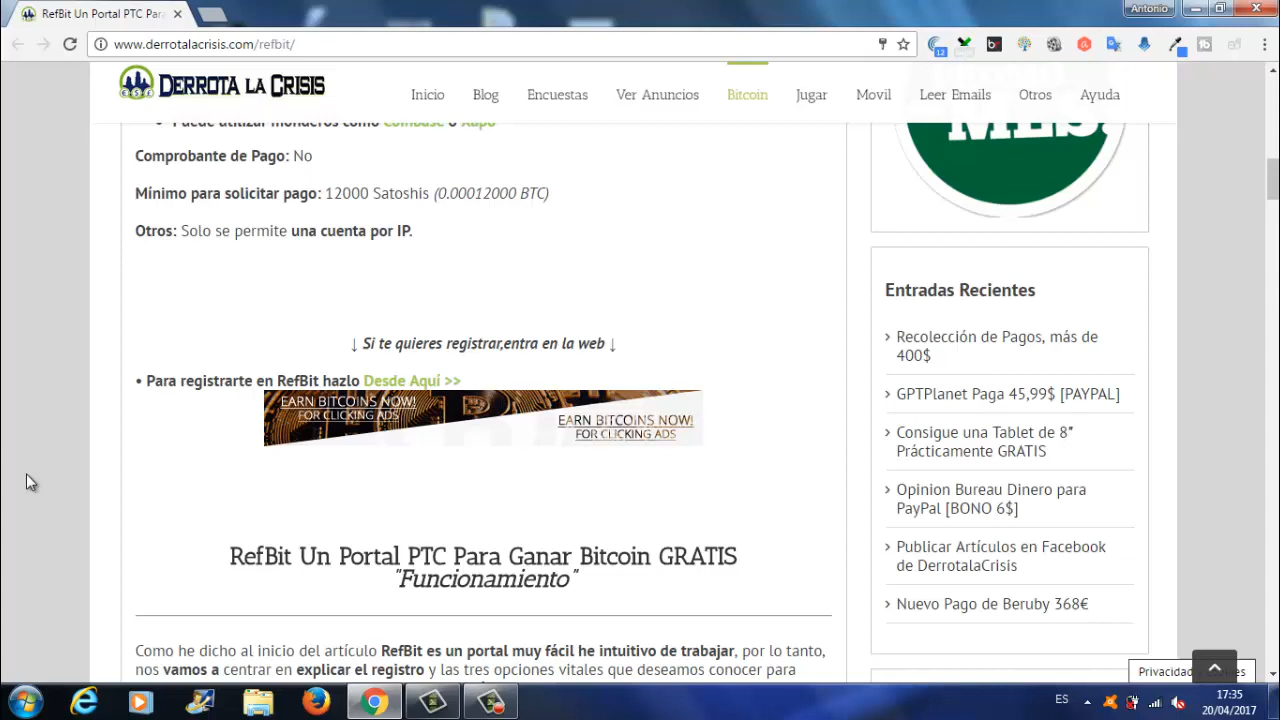 RefBit Un Portal PTC Para
Antonio
www.derrotalacrisis.com/refbit/
12
DERROTA LA CRISIS
Inicio
Blog
Encuestas
Ver Anuncios
Bitcoin
Jugar
Movil
Leer Emails
Otros
Ayuda
• Puede utilizar monderos como Coinbase o Xapo
Comprobante de Pago: No
Mínimo para solicitar pago: 12000 Satoshis (0.00012000 BTC)
Otros: Solo se permite una cuenta por IP.
↓ Si te quieres registrar,entra en la web ↓
• Para registrarte en RefBit hazlo Desde Aquí >>
EARN BITCOINS NOW!
FOR CLICKING ADS
EARN BITCOINS NOW!
FOR CLICKING ADS
RefBit Un Portal PTC Para Ganar Bitcoin GRATIS
"Funcionamiento"
Como he dicho al inicio del artículo RefBit es un portal muy fácil he intuitivo de trabajar, por lo tanto,
nos vamos a centrar en explicar el registro y las tres opciones vitales que deseamos conocer para
Entradas Recientes
› Recolección de Pagos, más de
400$
› GPTPlanet Paga 45,99$ [PAYPAL]
› Consigue una Tablet de 8″
Prácticamente GRATIS
› Opinion Bureau Dinero para
PayPal [BONO 6$]
› Publicar Artículos en Facebook
de DerrotalaCrisis
› Nuevo Pago de Beruby 368€
ES
17:35
20/04/2017